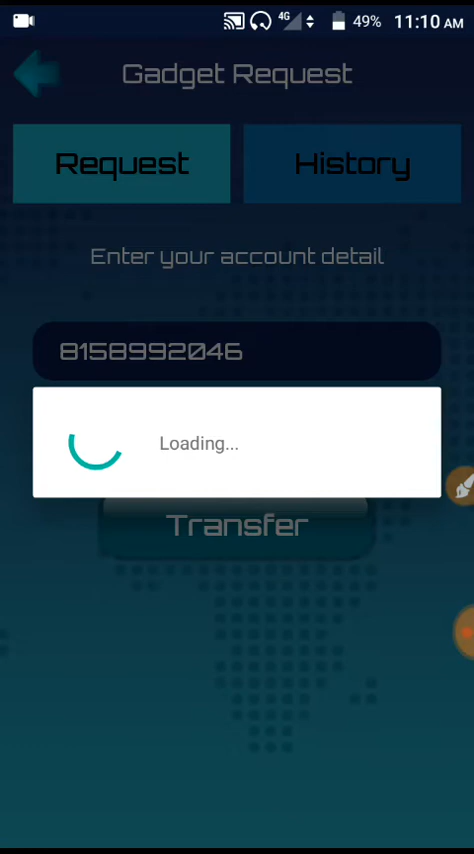 4G 49% 11:10 AM
Gadget Request
Request History
Enter your account detail
8158992046
Loading...
Transfer